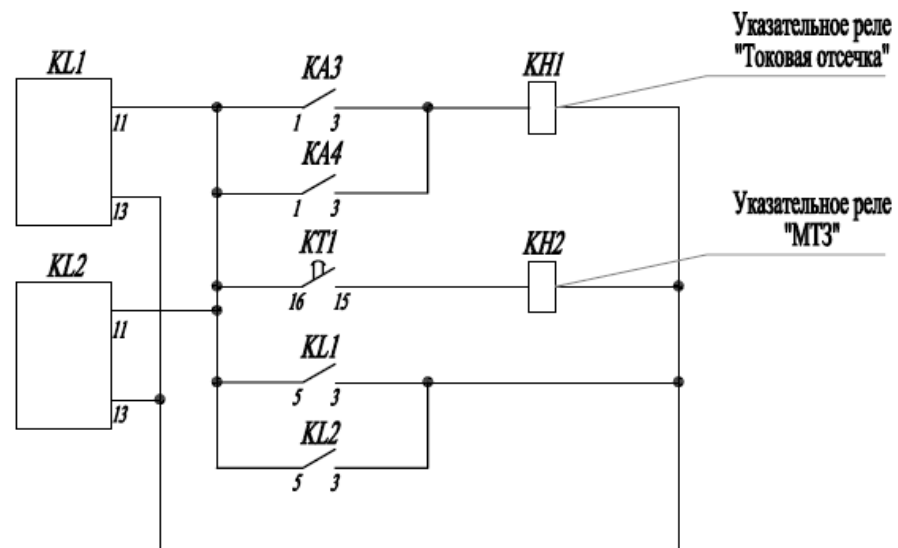 Указательное реле
"Токовая отсечка"
KL1
KA3
KH1
11
1 3
KA4
13
1 3
Указательное реле
"МТЗ"
KL2
KT1
KH2
16 15
11
KL1
13
5 3
KL2
5 3